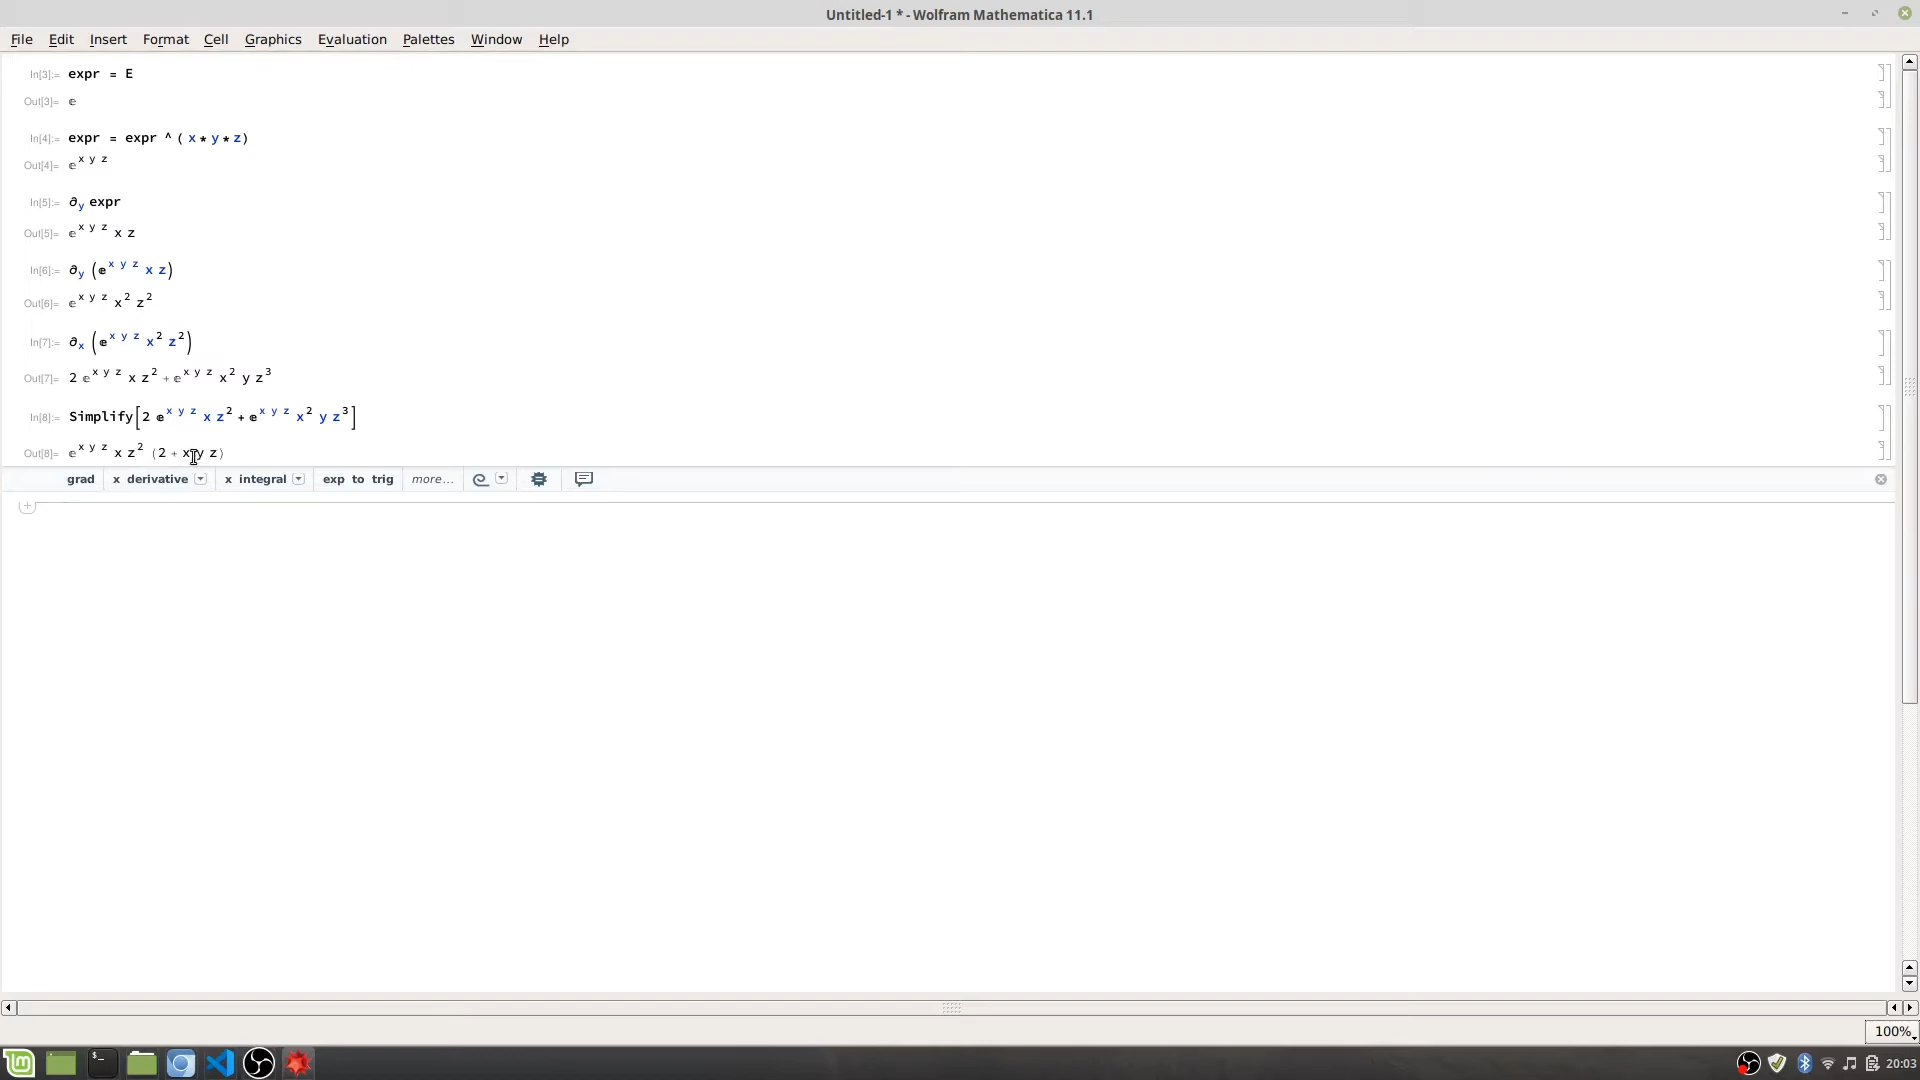 Untitled-1 * - Wolfram Mathematica 11.1
File Edit Insert Format Cell Graphics Evaluation Palettes Window Help
In[3]:= expr = E
Out[3]= ⅇ
In[4]:= expr = expr ^ ( x * y * z)
Out[4]= ⅇ^x y z
In[5]:= ∂y expr
Out[5]= ⅇ^x y z x z
In[6]:= ∂y (ⅇ^x y z x z)
Out[6]= ⅇ^x y z x² z²
In[7]:= ∂x (ⅇ^x y z x² z²)
Out[7]= 2 ⅇ^x y z x z² + ⅇ^x y z x² y z³
In[8]:= Simplify[2 ⅇ^x y z x z² + ⅇ^x y z x² y z³]
Out[8]= ⅇ^x y z x z² (2 + x y z)
grad x derivative x integral exp to trig more...
100%
20:03